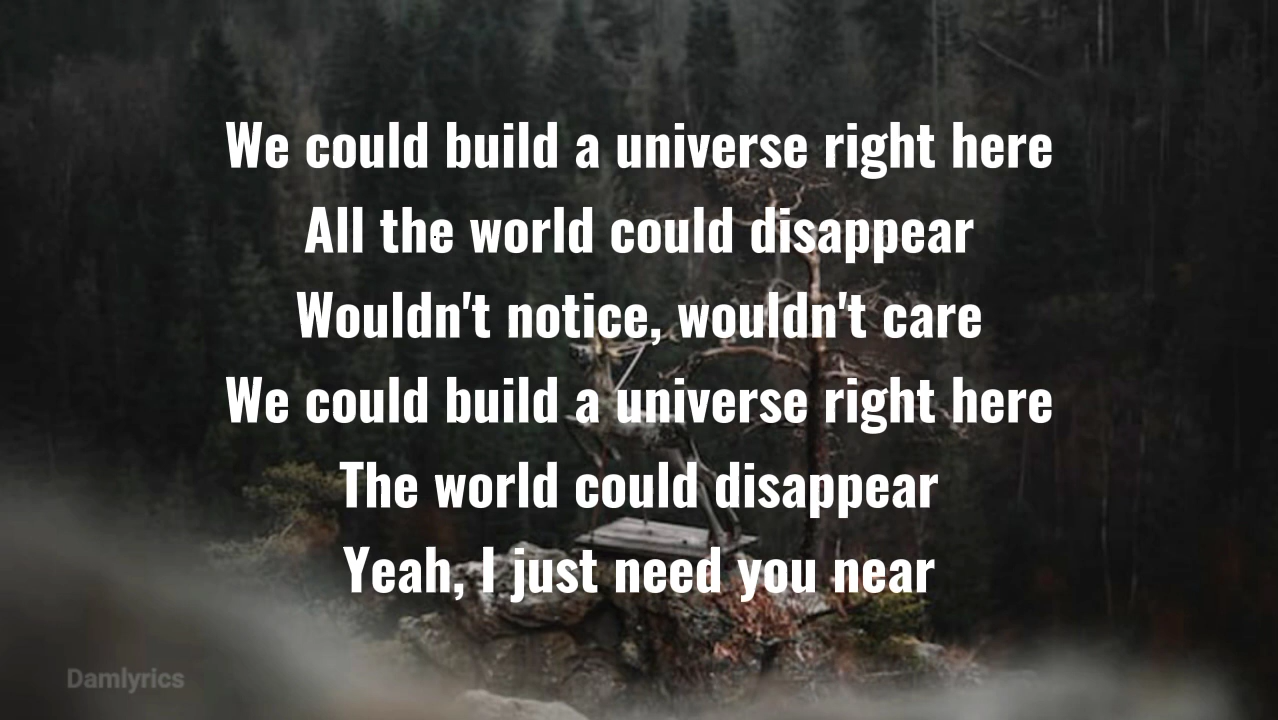 We could build a universe right here
All the world could disappear
Wouldn't notice, wouldn't care
We could build a universe right here
The world could disappear
Yeah, I just need you near
Damlyrics